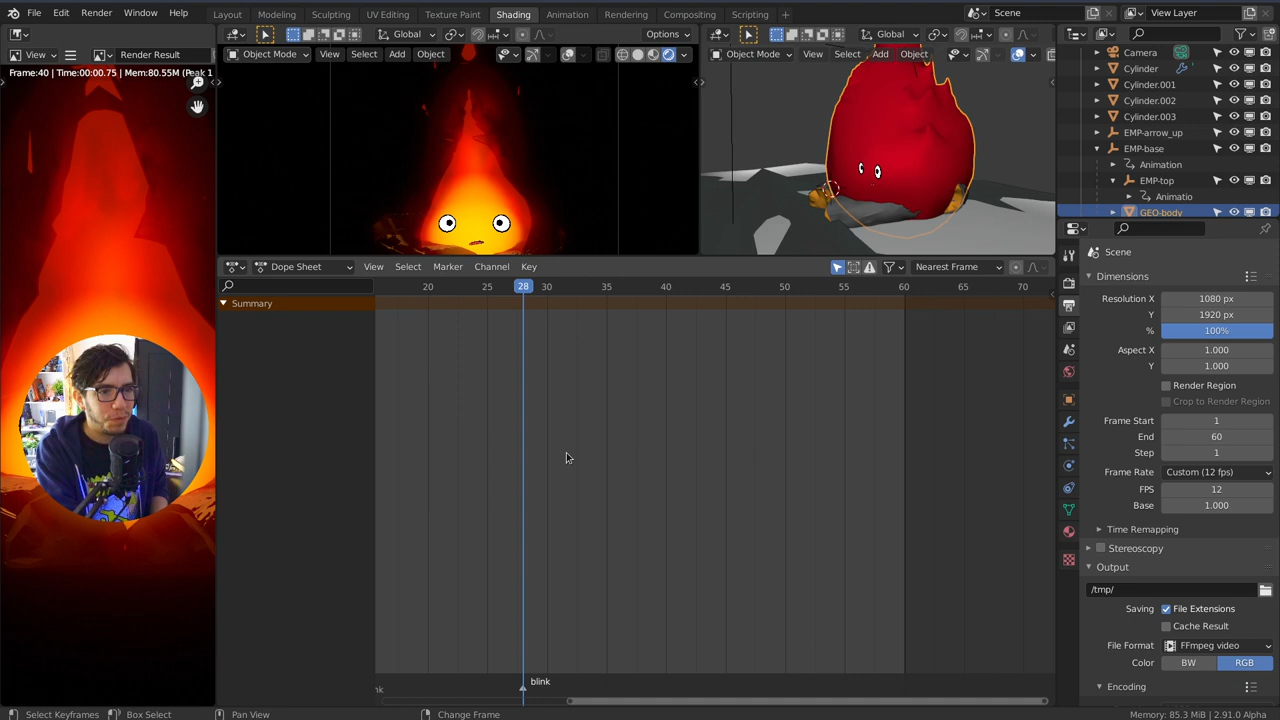 File Edit Render Window Help Layout Modeling Sculpting UV Editing Texture Paint Shading Animation Rendering Compositing Scripting + Scene View Layer
View Render Result
Global Options
Global
Object Mode View Select Add Object
Object Mode View Select Add Object
Frame:40 | Time:00:00.75 | Mem:80.55M (Peak 1
Camera
Cylinder
Cylinder.001
Cylinder.002
Cylinder.003
EMP-arrow_up
EMP-base
Animation
EMP-top
Animatio
GEO-body
Dope Sheet View Select Marker Channel Key Nearest Frame
20 25 28 30 35 40 45 50 55 60 65 70
Summary
blink
nk
Scene
Dimensions
Resolution X 1080 px
Y 1920 px
% 100%
Aspect X 1.000
Y 1.000
Render Region
Crop to Render Region
Frame Start 1
End 60
Step 1
Frame Rate Custom (12 fps)
FPS 12
Base 1.000
Time Remapping
Stereoscopy
Output
/tmp/
Saving File Extensions
Cache Result
File Format FFmpeg video
Color BW RGB
Encoding
Select Keyframes Box Select Pan View Change Frame Memory: 85.3 MiB | 2.91.0 Alpha